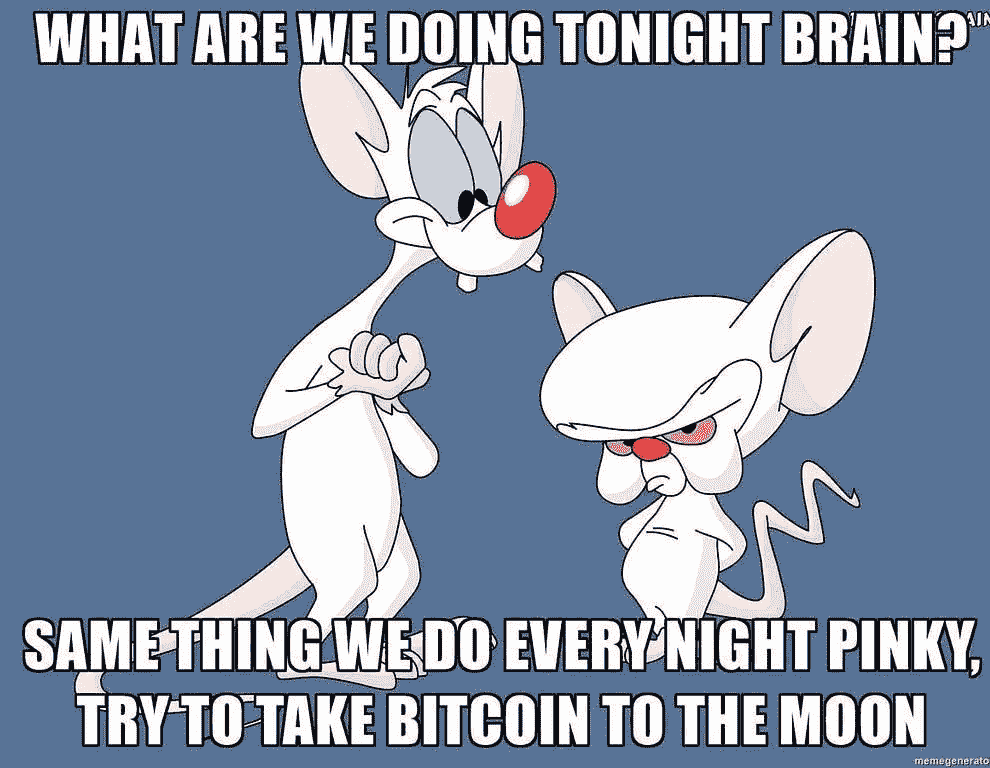 WHAT ARE WE DOING TONIGHT BRAIN?
SAME THING WE DO EVERY NIGHT PINKY,
TRY TO TAKE BITCOIN TO THE MOON
memegenerato